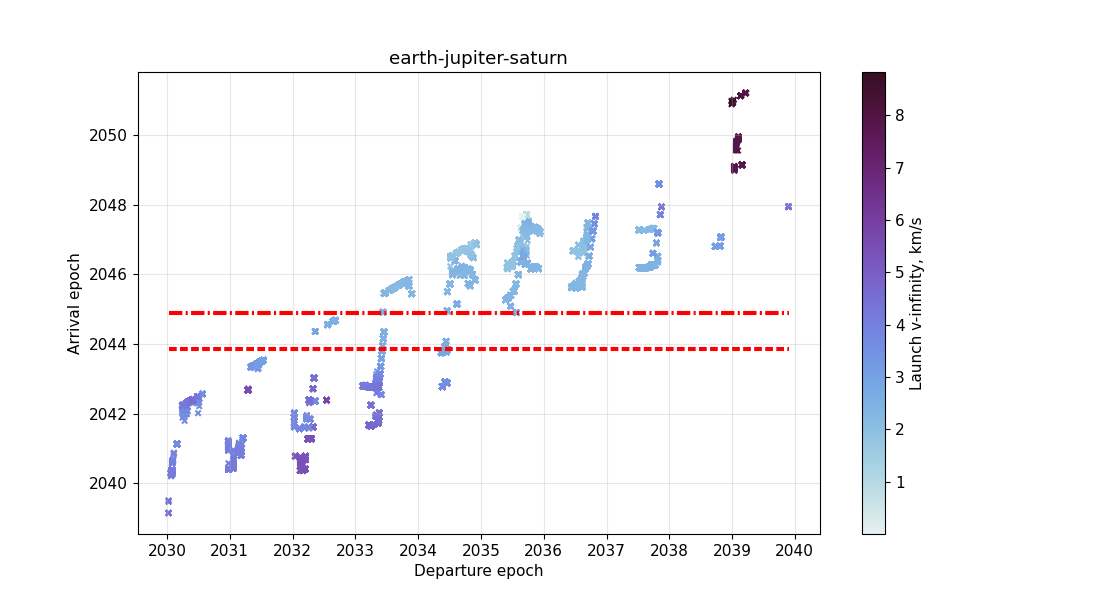 earth-jupiter-saturn
Arrival epoch
2050
2048
2046
2044
2042
2040
2030 2031 2032 2033 2034 2035 2036 2037 2038 2039 2040
Departure epoch
8
7
6
5
4
3
2
1
Launch v-infinity, km/s